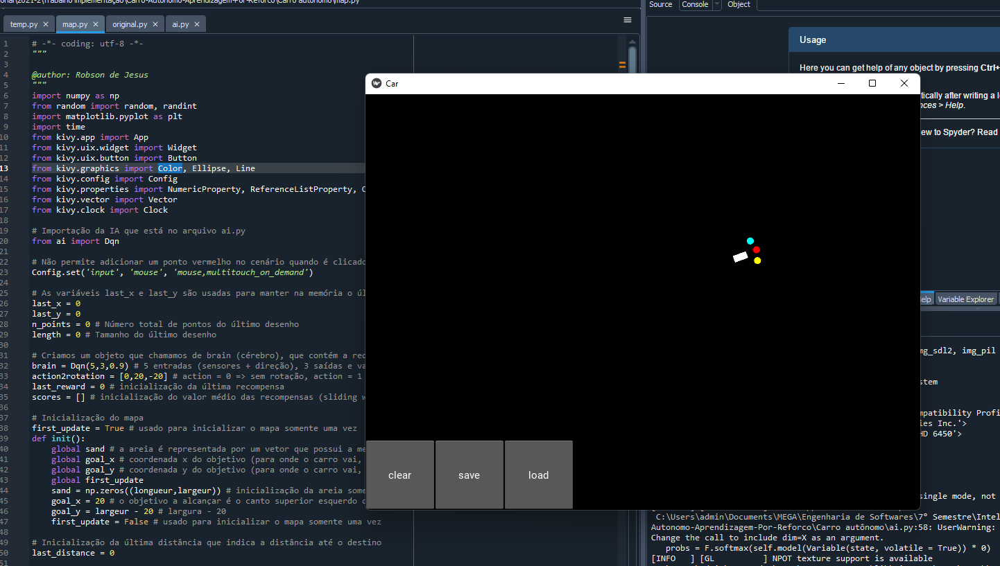 onar\2021-2\Trabalho Implementação\Carro-Autonomo-Aprendizagem-Por-Reforco\Carro autônomo\map.py
temp.py
map.py
original.py
ai.py
1 # -*- coding: utf-8 -*-
2 """
3
4 @author: Robson de Jesus
5 """
6 import numpy as np
7 from random import random, randint
8 import matplotlib.pyplot as plt
9 import time
10 from kivy.app import App
11 from kivy.uix.widget import Widget
12 from kivy.uix.button import Button
13 from kivy.graphics import Color, Ellipse, Line
14 from kivy.config import Config
15 from kivy.properties import NumericProperty, ReferenceListProperty,
16 from kivy.vector import Vector
17 from kivy.clock import Clock
18
19 # Importação da IA que está no arquivo ai.py
20 from ai import Dqn
21
22 # Não permite adicionar um ponto vermelho no cenário quando é clicado
23 Config.set('input', 'mouse', 'mouse,multitouch_on_demand')
24
25 # As variáveis last_x e last_y são usadas para manter na memória o úl
26 last_x = 0
27 last_y = 0
28 n_points = 0 # Número total de pontos do último desenho
29 length = 0 # Tamanho do último desenho
30
31 # Criamos um objeto que chamamos de brain (cérebro), que contém a red
32 brain = Dqn(5,3,0.9) # 5 entradas (sensores + direção), 3 saídas e va
33 action2rotation = [0,20,-20] # action = 0 => sem rotação, action = 1
34 last_reward = 0 # inicialização da última recompensa
35 scores = [] # inicialização do valor médio das recompensas (sliding w
36
37 # Inicialização do mapa
38 first_update = True # usado para inicializar o mapa somente uma vez
39 def init():
40 global sand # a areia é representada por um vetor que possui a me
41 global goal_x # coordenada x do objetivo (para onde o carro vai,
42 global goal_y # coordenada y do objetivo (para onde o carro vai,
43 global first_update
44 sand = np.zeros((longueur,largeur)) # inicialização da areia some
45 goal_x = 20 # o objetivo a alcançar é o canto superior esquerdo d
46 goal_y = largeur - 20 # largura - 20
47 first_update = False # usado para inicializar o mapa somente uma vez
48
49 # Inicialização da última distância que indica a distância até o destino
50 last_distance = 0
51
Car
clear
save
load
Source
Console
Object
Usage
Here you can get help of any object by pressing Ctrl+
tically after writing a l
nces > Help.
ew to Spyder? Read
elp
Variable Explorer
mg_sdl2, img_pil
stem
mpatibility Profi
ies Inc.'>
HD 6450'>
single mode, not
C:\Users\admin\Documents\MEGA\Engenharia de Softwares\7° Semestre\Intel
Autonomo-Aprendizagem-Por-Reforco\Carro autônomo\ai.py:58: UserWarning:
Change the call to include dim=X as an argument.
probs = F.softmax(self.model(Variable(state, volatile = True)) * 0)
[INFO ] [GL ] NPOT texture support is available